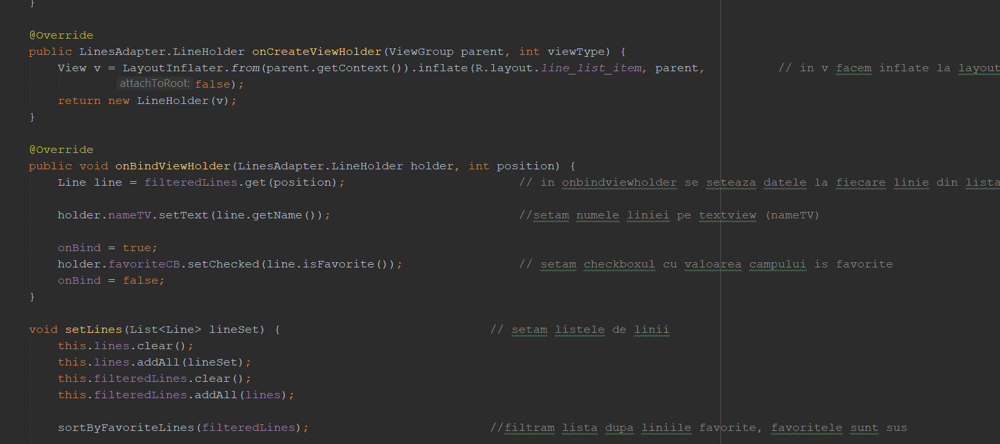 }
@Override
public LinesAdapter.LineHolder onCreateViewHolder(ViewGroup parent, int viewType) {
View v = LayoutInflater.from(parent.getContext()).inflate(R.layout.line_list_item, parent, // in v facem inflate la layout
attachToRoot: false);
return new LineHolder(v);
}
@Override
public void onBindViewHolder(LinesAdapter.LineHolder holder, int position) {
Line line = filteredLines.get(position); // in onbindviewholder se seteaza datele la fiecare linie din lista
holder.nameTV.setText(line.getName()); //setam numele liniei pe textview (nameTV)
onBind = true;
holder.favoriteCB.setChecked(line.isFavorite()); // setam checkboxul cu valoarea campului is favorite
onBind = false;
}
void setLines(List<Line> lineSet) { // setam listele de linii
this.lines.clear();
this.lines.addAll(lineSet);
this.filteredLines.clear();
this.filteredLines.addAll(lines);
sortByFavoriteLines(filteredLines); //filtram lista dupa liniile favorite, favoritele sunt sus